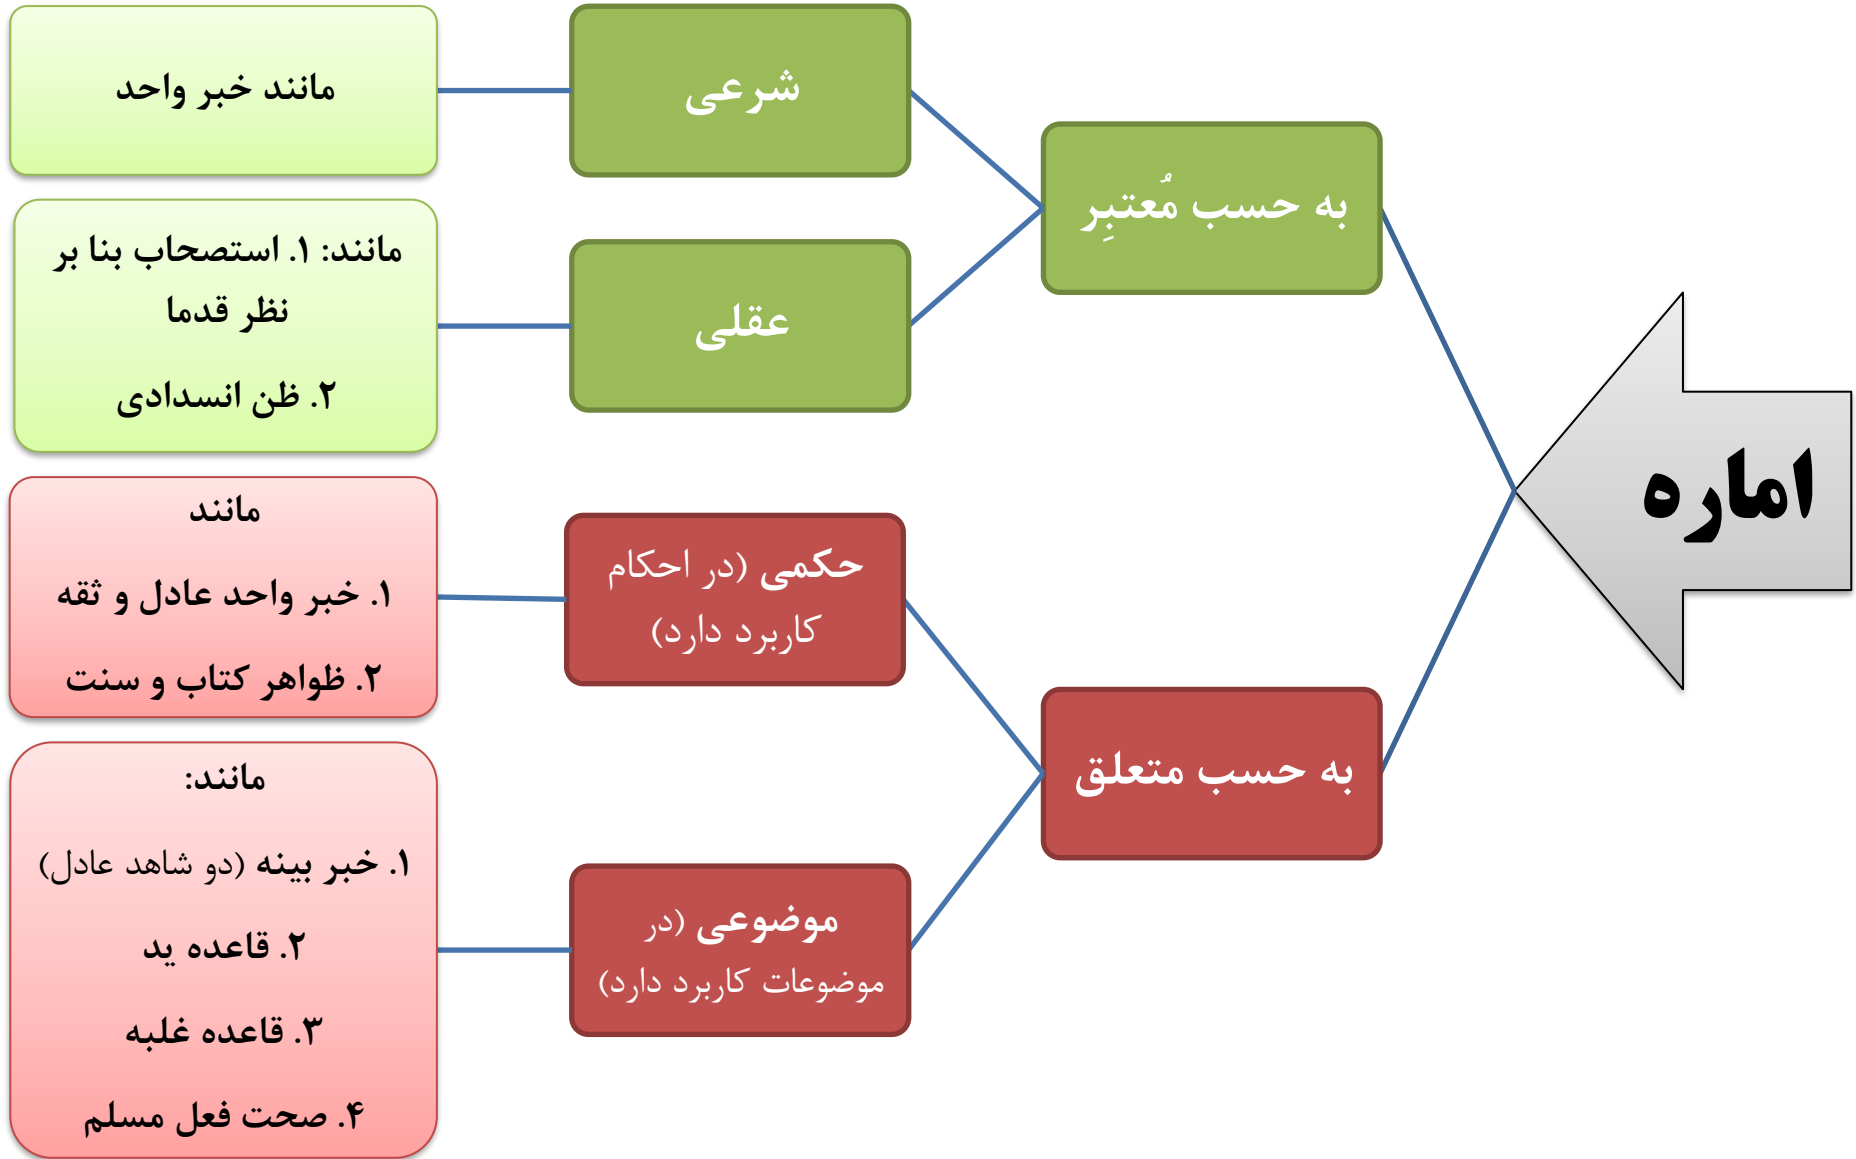 اماره
به حسب مُعتبِر
شرعی
مانند خبر واحد
عقلی
مانند: ۱. استصحاب بنا بر
نظر قدما
۲. ظن انسدادی
به حسب متعلق
حکمی (در احکام
کاربرد دارد)
مانند
۱. خبر واحد عادل و ثقه
۲. ظواهر کتاب و سنت
موضوعی (در
موضوعات کاربرد دارد)
مانند:
۱. خبر بینه (دو شاهد عادل)
۲. قاعده ید
۳. قاعده غلبه
۴. صحت فعل مسلم